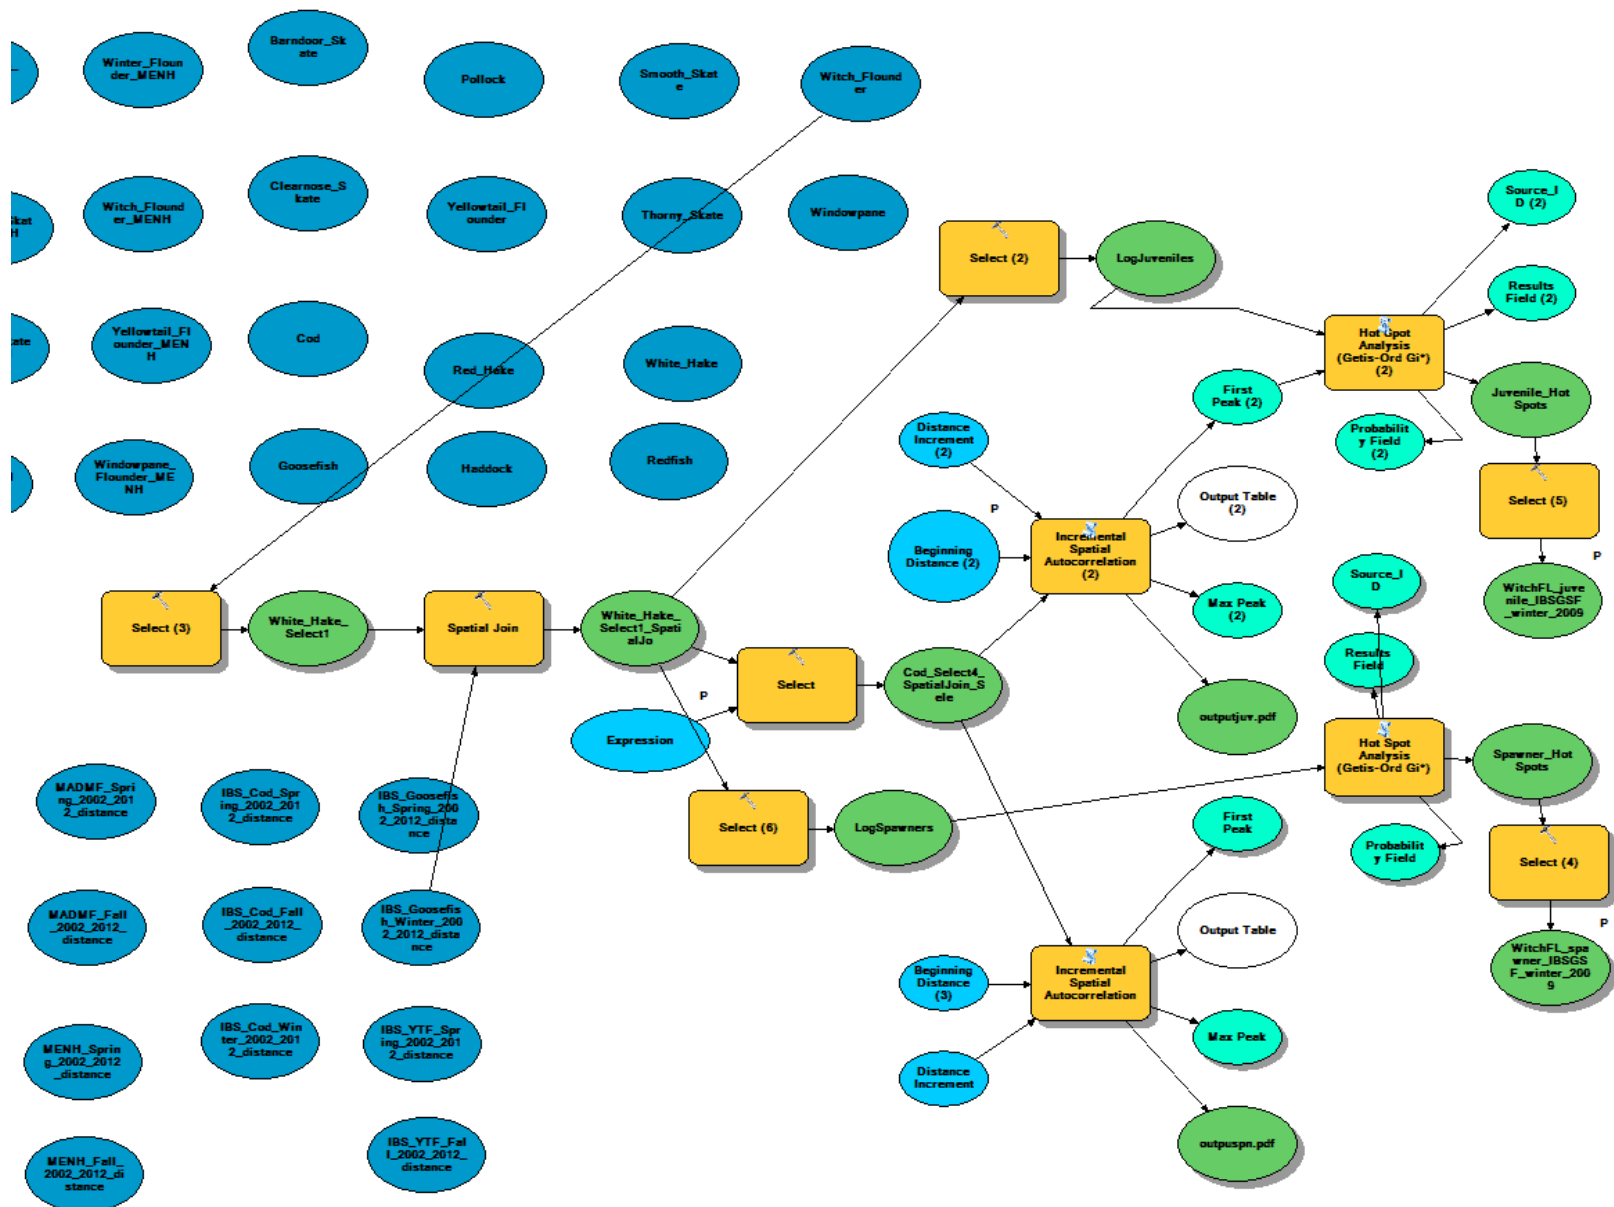 Winter_Floun
der_MENH
Barndoor_Sk
ate
Pollock
Smooth_Skat
e
Witch_Flound
er
Skat
H
Witch_Flound
er_MENH
Clearnose_S
kate
Yellowtail_Fl
ounder
Thorny_Skate
Windowpane
Select (2)
LogJuveniles
Source_I
D (2)
Results
Field (2)
Hot Spot
Analysis
(Getis-Ord Gi*)
(2)
kate
Yellowtail_Fl
ounder_MEN
H
Cod
Red_Hake
White_Hake
First
Peak (2)
Juvenile_Hot
Spots
Probabilit
y Field
(2)
Distance
Increment
(2)
Windowpane_
Flounder_ME
NH
Goosefish
Haddock
Redfish
Output Table
(2)
Select (5)
P
P
Beginning
Distance (2)
Incremental
Spatial
Autocorrelation
(2)
Max Peak
(2)
Source_I
D
WitchFL_juve
nile_IBSGSF
_winter_2009
Select (3)
White_Hake_
Select1
Spatial Join
White_Hake_
Select1_Spati
alJo
P
Select
Expression
Cod_Select4_
SpatialJoin_S
ele
outputjuv.pdf
Results
Field
Hot Spot
Analysis
(Getis-Ord Gi*)
Spawner_Hot
Spots
MADMF_Spri
ng_2002_201
2_distance
IBS_Cod_Spr
ing_2002_201
2_distance
IBS_Goosefis
h_Spring_200
2_2012_dista
nce
Select (6)
LogSpawners
First
Peak
Probabilit
y Field
Select (4)
P
MADMF_Fall
_2002_2012_
distance
IBS_Cod_Fall
_2002_2012_
distance
IBS_Goosefis
h_Winter_200
2_2012_dista
nce
Output Table
WitchFL_spa
wner_IBSGS
F_winter_200
9
Beginning
Distance
(3)
Incremental
Spatial
Autocorrelation
MENH_Sprin
g_2002_2012
_distance
IBS_Cod_Win
ter_2002_201
2_distance
IBS_YTF_Spr
ing_2002_201
2_distance
Distance
Increment
Max Peak
MENH_Fall_
2002_2012_di
stance
IBS_YTF_Fal
l_2002_2012_
distance
outpuspn.pdf